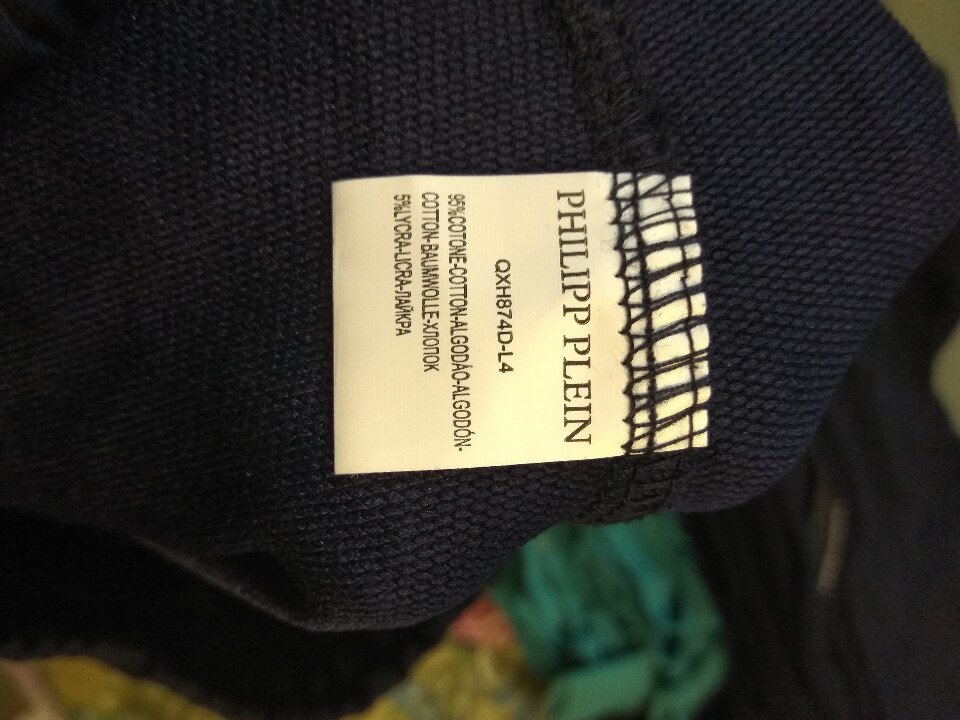 PHILIPP PLEIN
QXH874D-L4
95%COTONE-COTTON-ALGODÃO-ALGODÓN-
COTTON-BAUMWOLLE-ХЛОПОК
5%LYCRA-LICRA-ЛАЙКРА